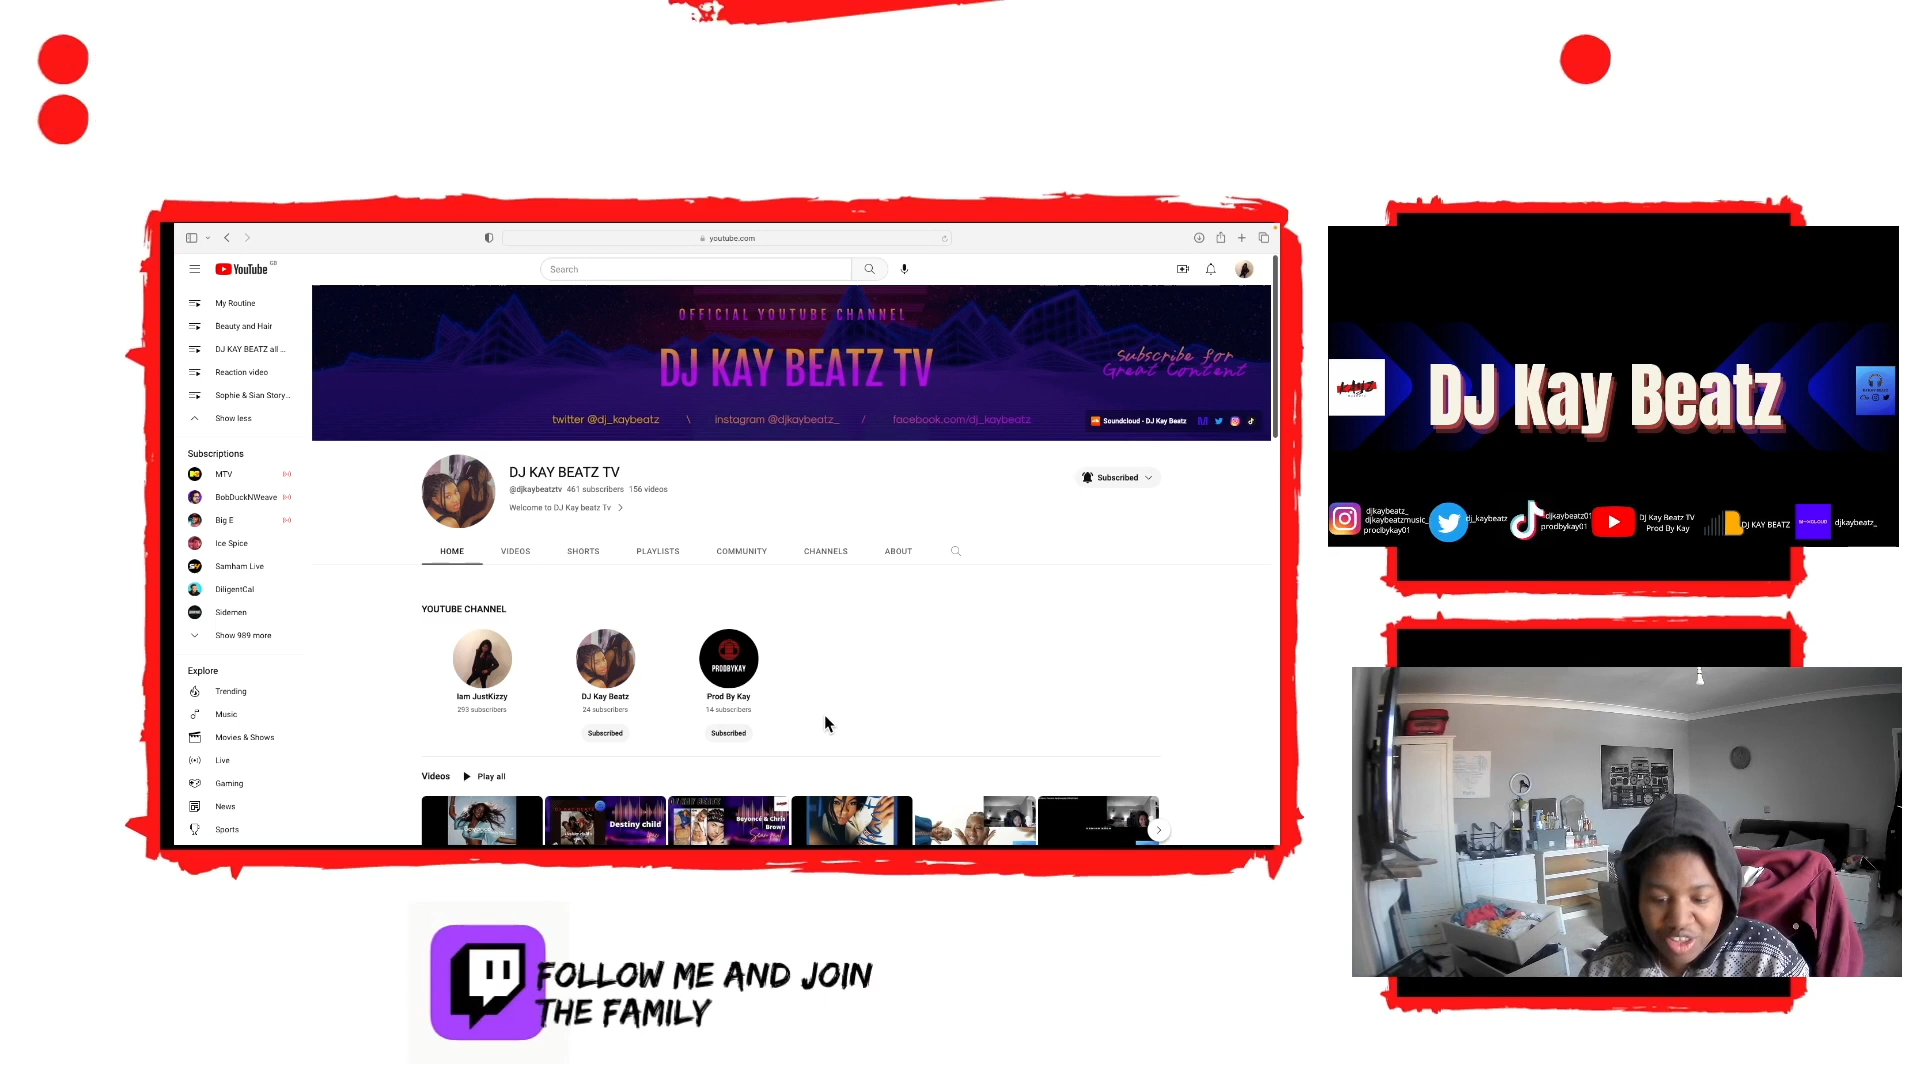 youtube.com
YouTube GB
Search
My Routine
Beauty and Hair
DJ KAY BEATZ all ...
Reaction video
Sophie & Sian Story...
Show less
Subscriptions
MTV
BobDuckNWeave
Big E
Ice Spice
Samham Live
DiligentCal
Sidemen
Show 989 more
Explore
Trending
Music
Movies & Shows
Live
Gaming
News
Sports
OFFICIAL YOUTUBE CHANNEL
DJ KAY BEATZ TV
Subscribe for
Great Content
twitter @dj_kaybeatz \ instagram @djkaybeatz_ / facebook.com/dj_kaybeatz
Soundcloud - DJ Kay Beatz
DJ KAY BEATZ TV
@djkaybeatztv 461 subscribers 156 videos
Welcome to DJ Kay beatz Tv
Subscribed
HOME VIDEOS SHORTS PLAYLISTS COMMUNITY CHANNELS ABOUT
YOUTUBE CHANNEL
PRODBYKAY
Iam JustKizzy
293 subscribers
DJ Kay Beatz
24 subscribers
Subscribed
Prod By Kay
14 subscribers
Subscribed
Videos Play all
Destiny child
Beyonce & Chris
Brown
DJ Kay Beatz
djkaybeatz_
djkaybeatzmusic_
prodbykay01
dj_kaybeatz
djkaybeatz01
prodbykay01
DJ Kay Beatz TV
Prod By Kay
DJ KAY BEATZ
djkaybeatz_
FOLLOW ME AND JOIN
THE FAMILY